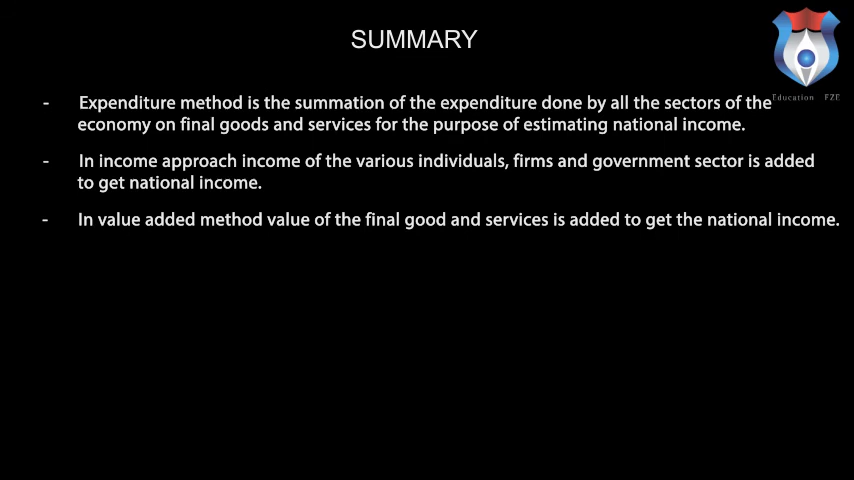 SUMMARY
- Expenditure method is the summation of the expenditure done by all the sectors of the
Education FZE
economy on final goods and services for the purpose of estimating national income.
- In income approach income of the various individuals, firms and government sector is added
to get national income.
- In value added method value of the final good and services is added to get the national income.